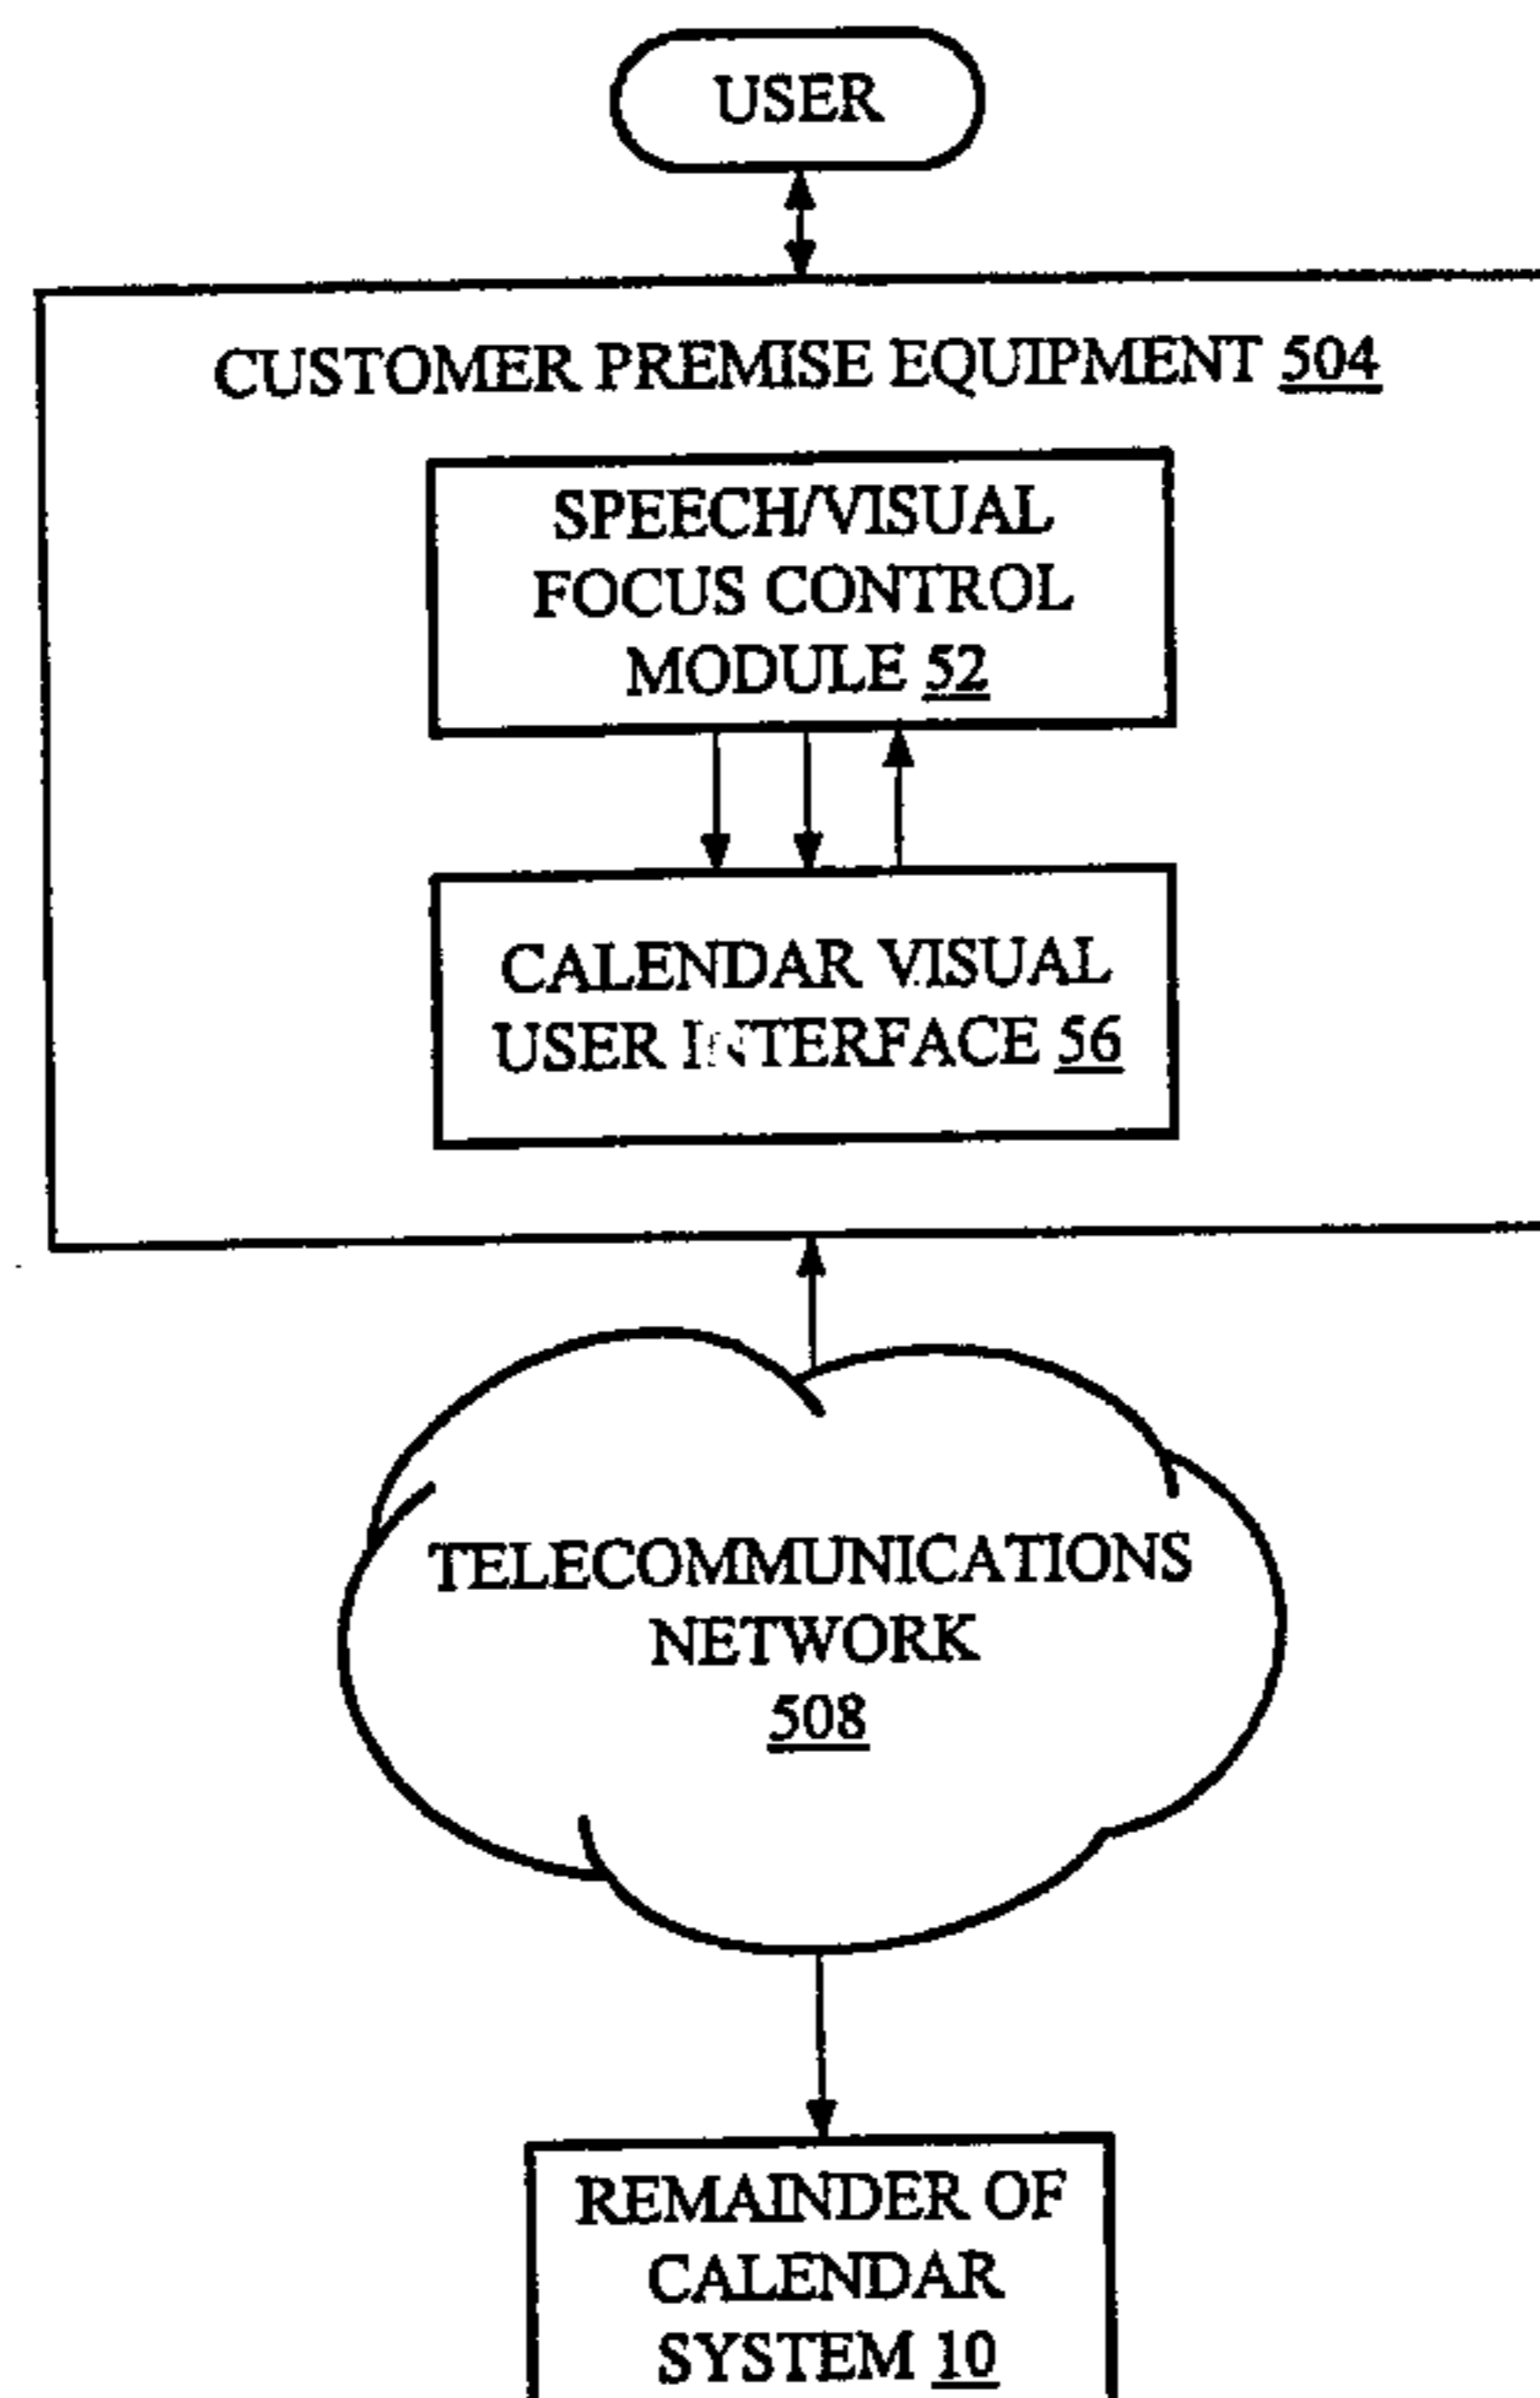 USER
CUSTOMER PREMISE EQUIPMENT 504
SPEECH/VISUAL
FOCUS CONTROL
MODULE 52
CALENDAR VISUAL
USER INTERFACE 56
TELECOMMUNICATIONS
NETWORK
508
REMAINDER OF
CALENDAR
SYSTEM 10